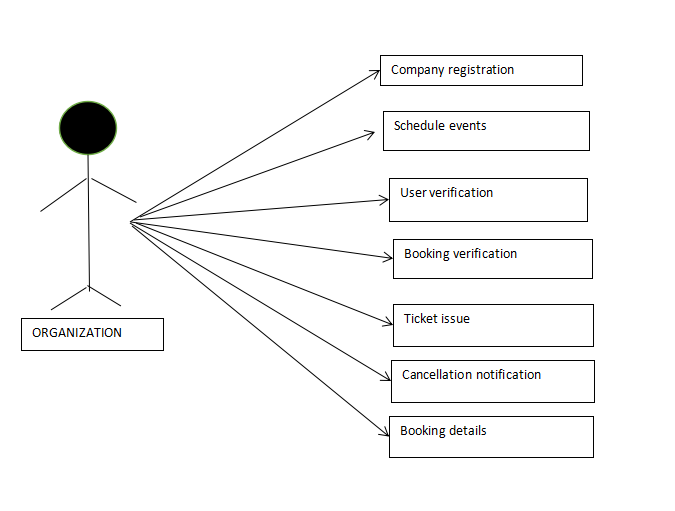 Company registration
Schedule events
User verification
Booking verification
Ticket issue
ORGANIZATION
Cancellation notification
Booking details